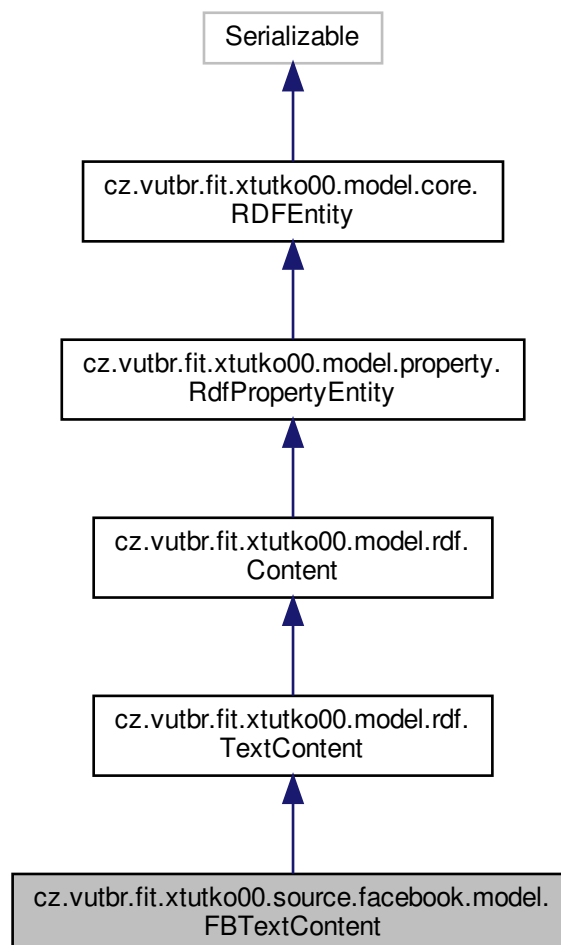 Serializable
cz.vutbr.fit.xtutko00.model.core.
RDFEntity
cz.vutbr.fit.xtutko00.model.property.
RdfPropertyEntity
cz.vutbr.fit.xtutko00.model.rdf.
Content
cz.vutbr.fit.xtutko00.model.rdf.
TextContent
cz.vutbr.fit.xtutko00.source.facebook.model.
FBTextContent